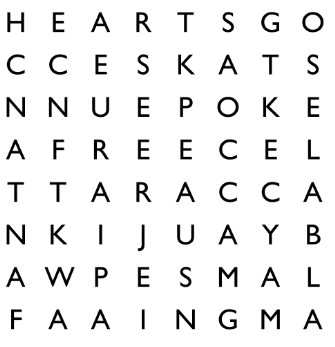 H E A R T S G O
C C E S K A T S
N N U E P O K E
A F R E E C E L
T T A R A C C A
N K I J U A Y B
A W P E S M A L
F A A I N G M A